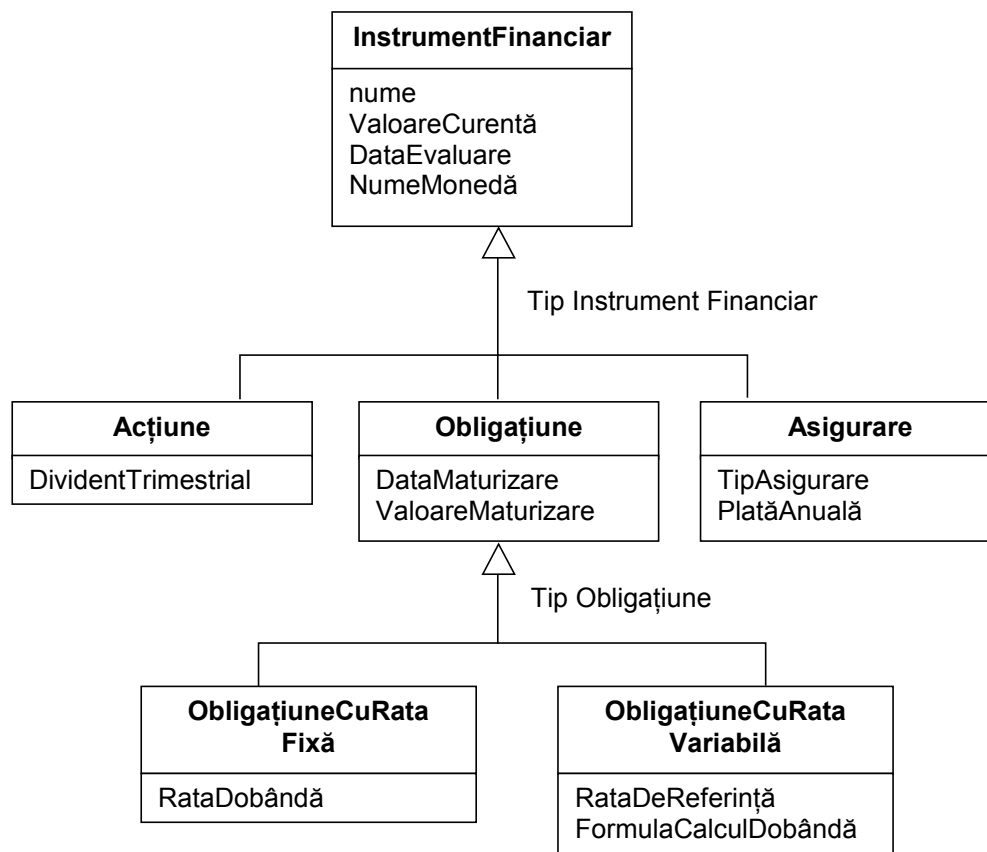 InstrumentFinanciar
nume
ValoareCurentă
DataEvaluare
NumeMonedă
Tip Instrument Financiar
Acțiune
DividentTrimestrial
Obligațiune
DataMaturizare
ValoareMaturizare
Asigurare
TipAsigurare
PlatăAnuală
Tip Obligațiune
ObligațiuneCuRata
Fixă
RataDobândă
ObligațiuneCuRata
Variabilă
RataDeReferință
FormulaCalculDobândă